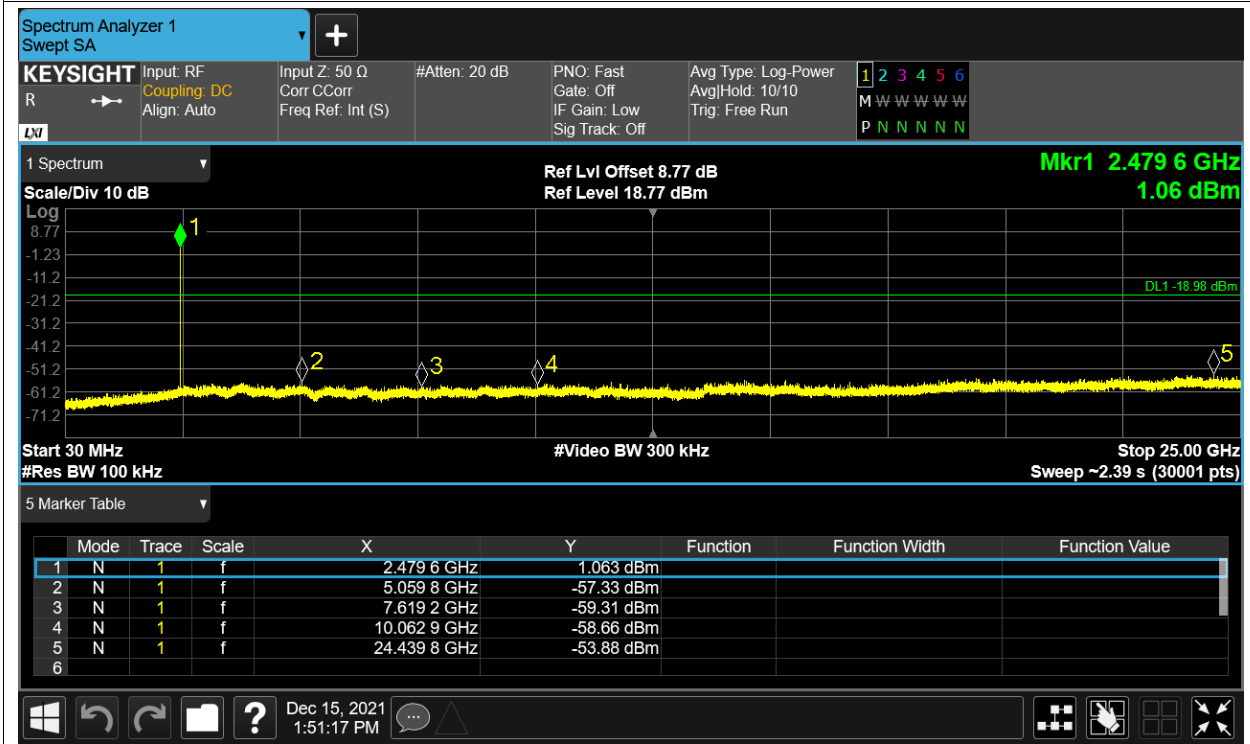 Spectrum Analyzer 1
Swept SA
KEYSIGHT Input: RF Input Z: 50 Ω #Atten: 20 dB PNO: Fast Avg Type: Log-Power 1 2 3 4 5 6
R Coupling: DC Corr CCorr Gate: Off Avg|Hold: 10/10 M W W W W W
Align: Auto Freq Ref: Int (S) IF Gain: Low Trig: Free Run
LXI Sig Track: Off P N N N N N
1 Spectrum Ref Lvl Offset 8.77 dB Mkr1 2.479 6 GHz
Scale/Div 10 dB Ref Level 18.77 dBm 1.06 dBm
Log
8.77
-1.23
-11.2
-21.2
-31.2
-41.2
-51.2
-61.2
-71.2
1
DL1 -18.98 dBm
2 3 4 5
Start 30 MHz #Video BW 300 kHz Stop 25.00 GHz
#Res BW 100 kHz Sweep ~2.39 s (30001 pts)
5 Marker Table
Mode Trace Scale X Y Function Function Width Function Value
1 N 1 f 2.479 6 GHz 1.063 dBm
2 N 1 f 5.059 8 GHz -57.33 dBm
3 N 1 f 7.619 2 GHz -59.31 dBm
4 N 1 f 10.062 9 GHz -58.66 dBm
5 N 1 f 24.439 8 GHz -53.88 dBm
6
? Dec 15, 2021
1:51:17 PM